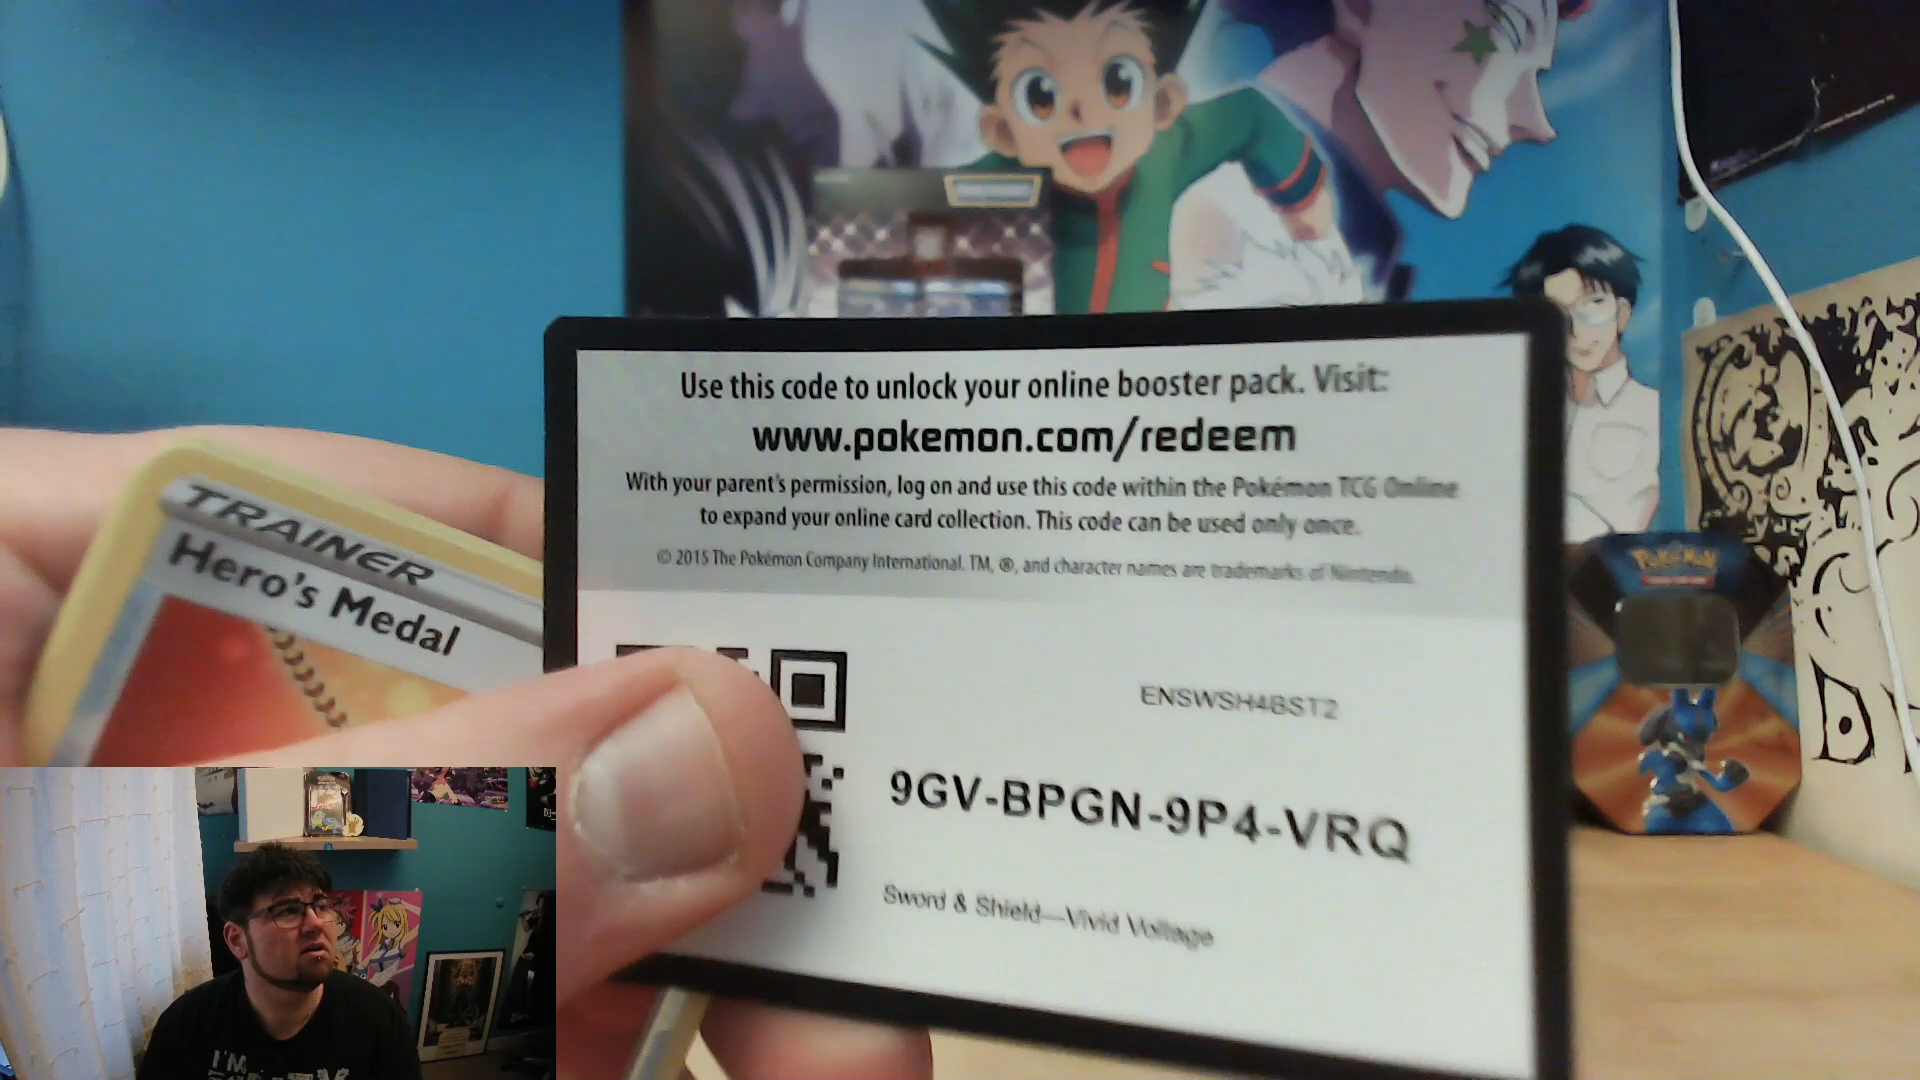 Use this code to unlock your online booster pack. Visit:
www.pokemon.com/redeem
With your parent's permission, log on and use this code within the Pokémon TCG Online
to expand your online card collection. This code can be used only once.
© 2015 The Pokémon Company International. TM, ®, and character names are trademarks of Nintendo.
TRAINER
Hero's Medal
ENSWSH4BST2
9GV-BPGN-9P4-VRQ
Sword & Shield—Vivid Voltage
POKÉMON
I'M